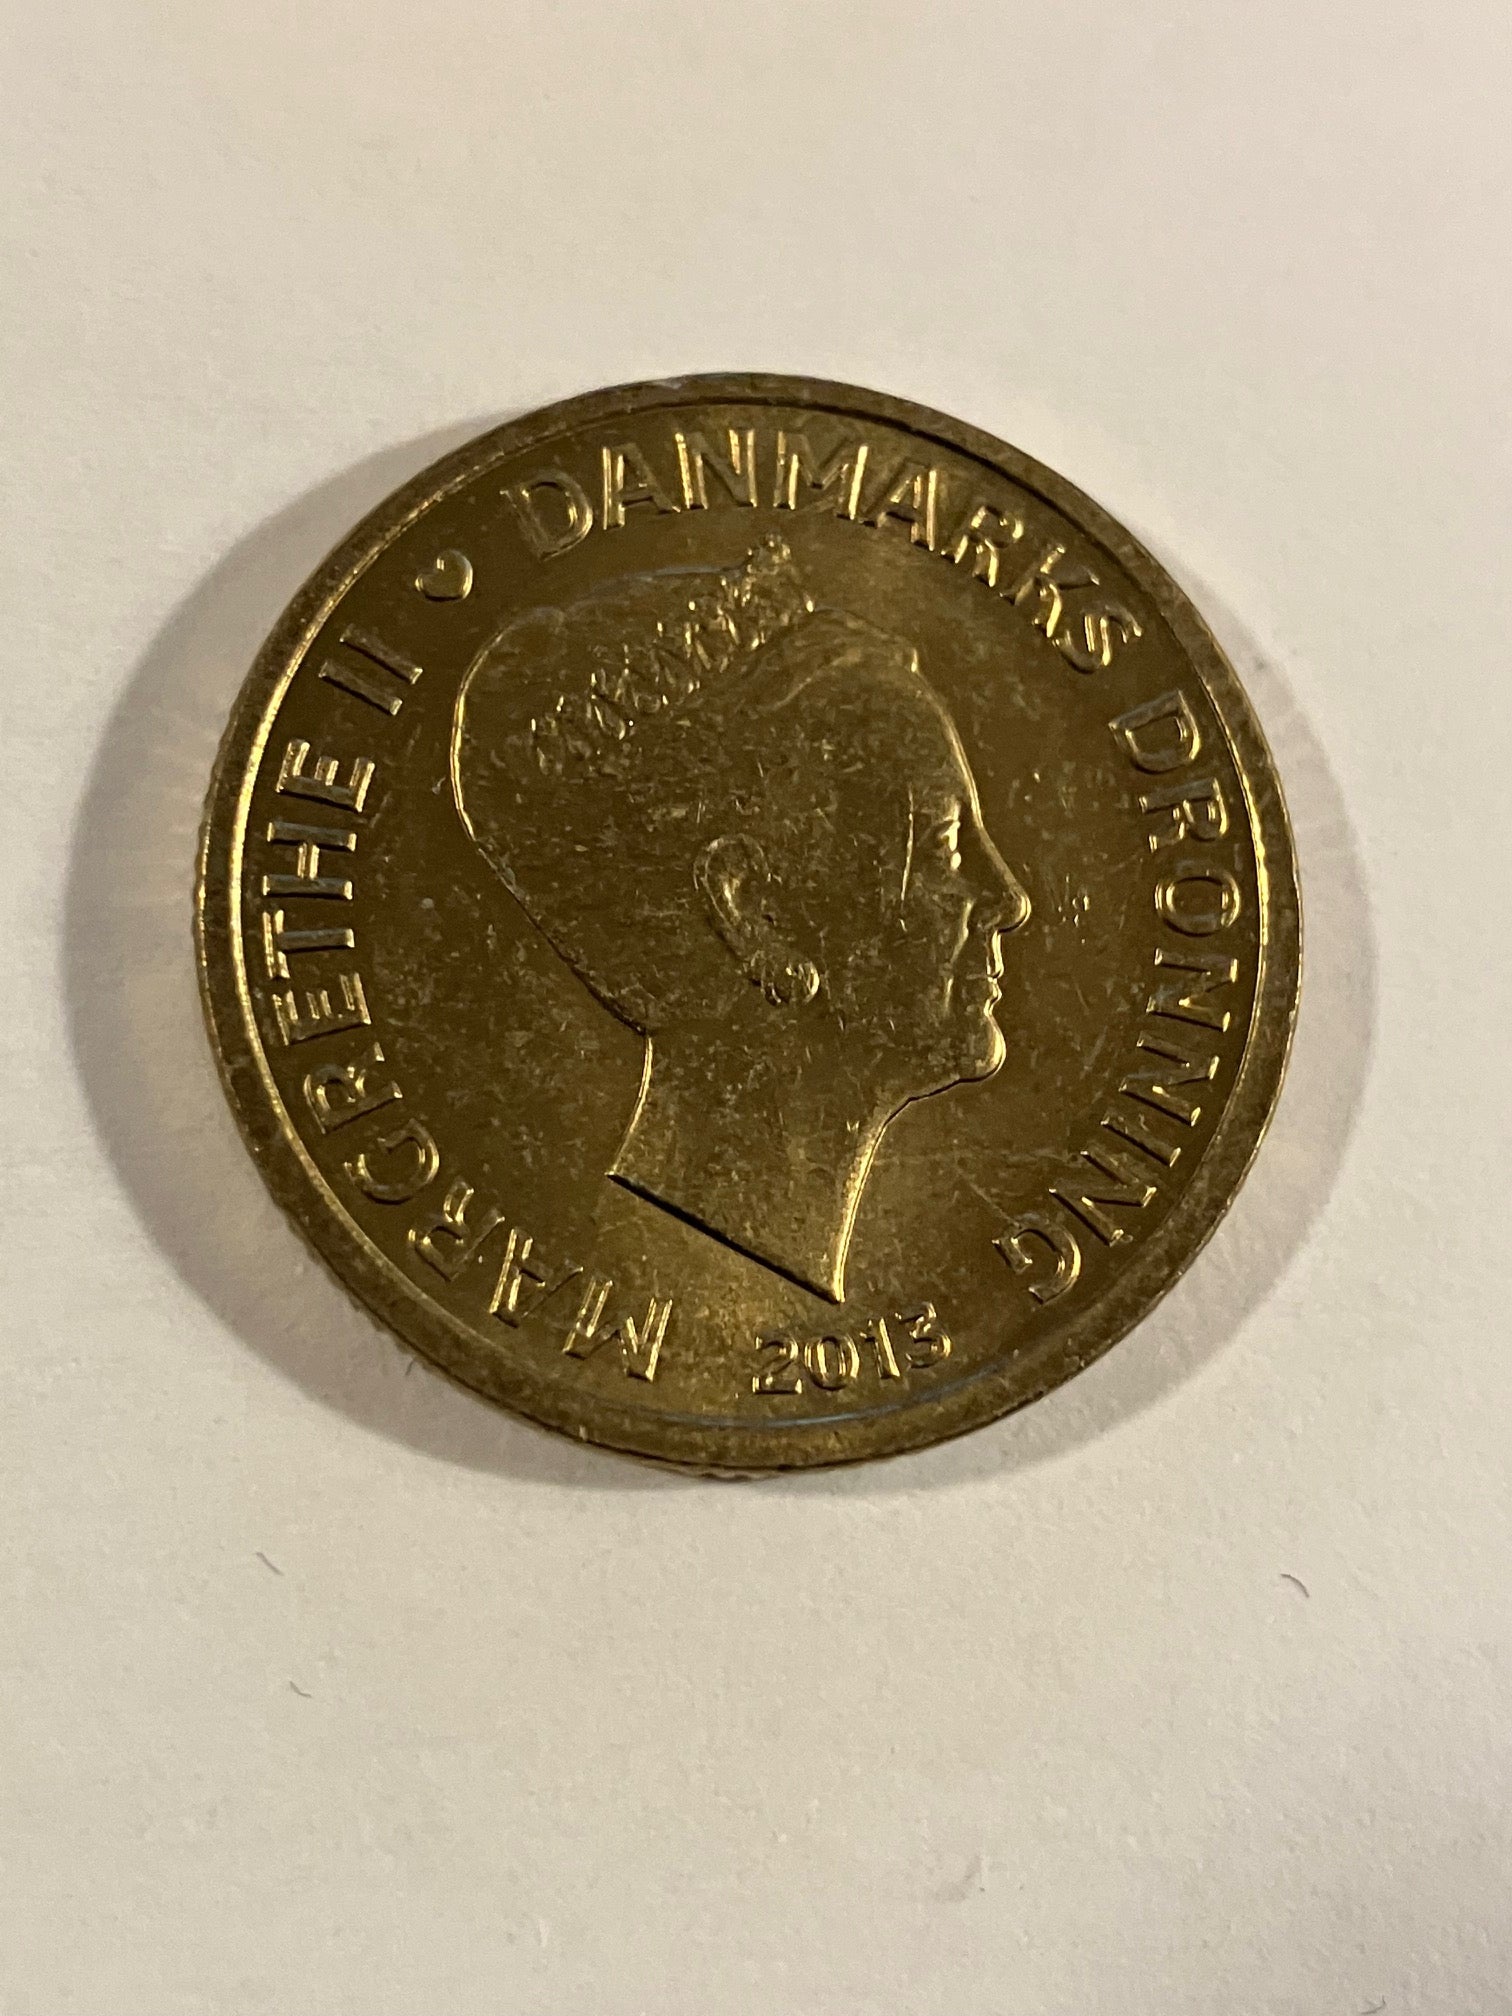 MARGRETHE II ♥ DANMARKS DRONNING
2013